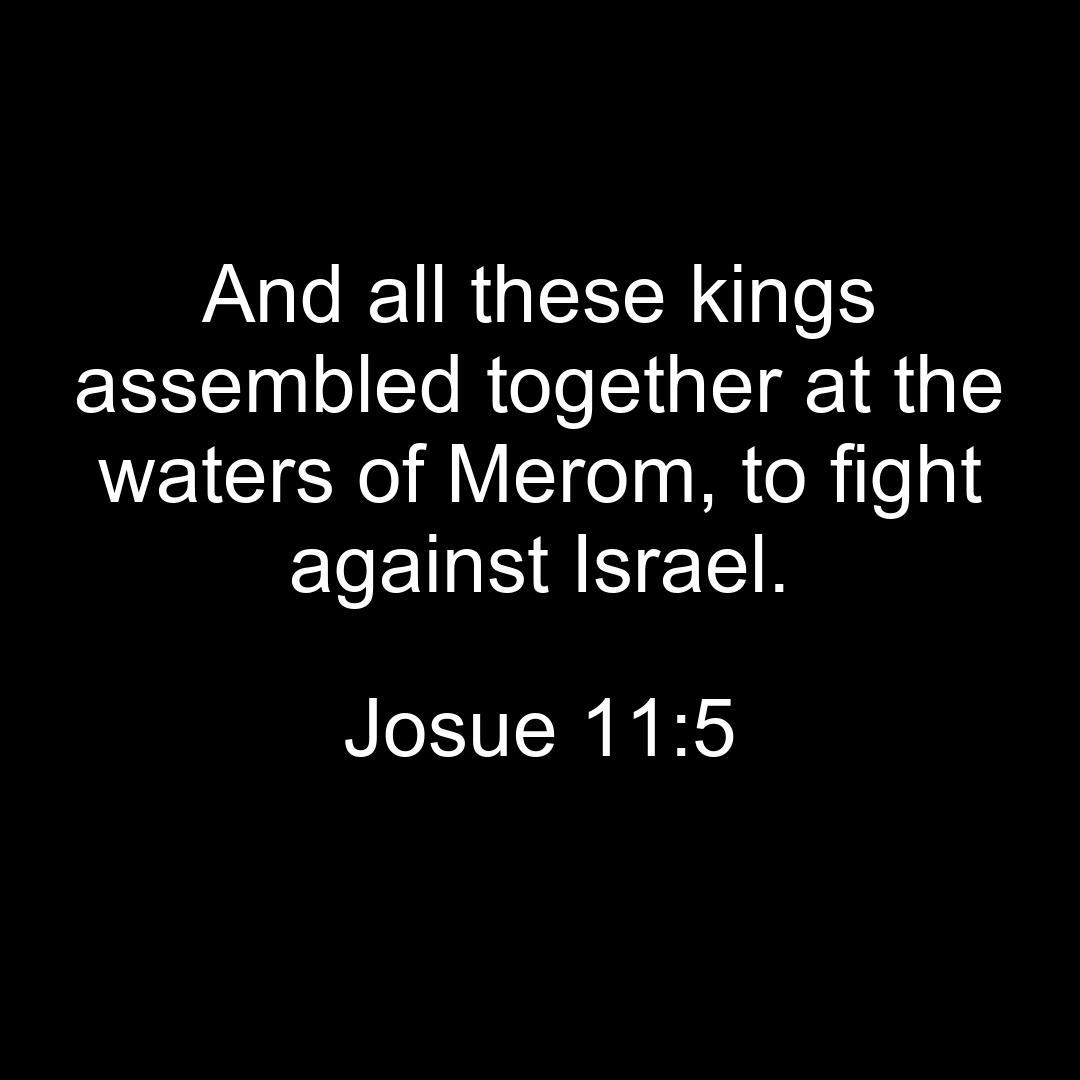 And all these kings
assembled together at the
waters of Merom, to fight
against Israel.
Josue 11:5